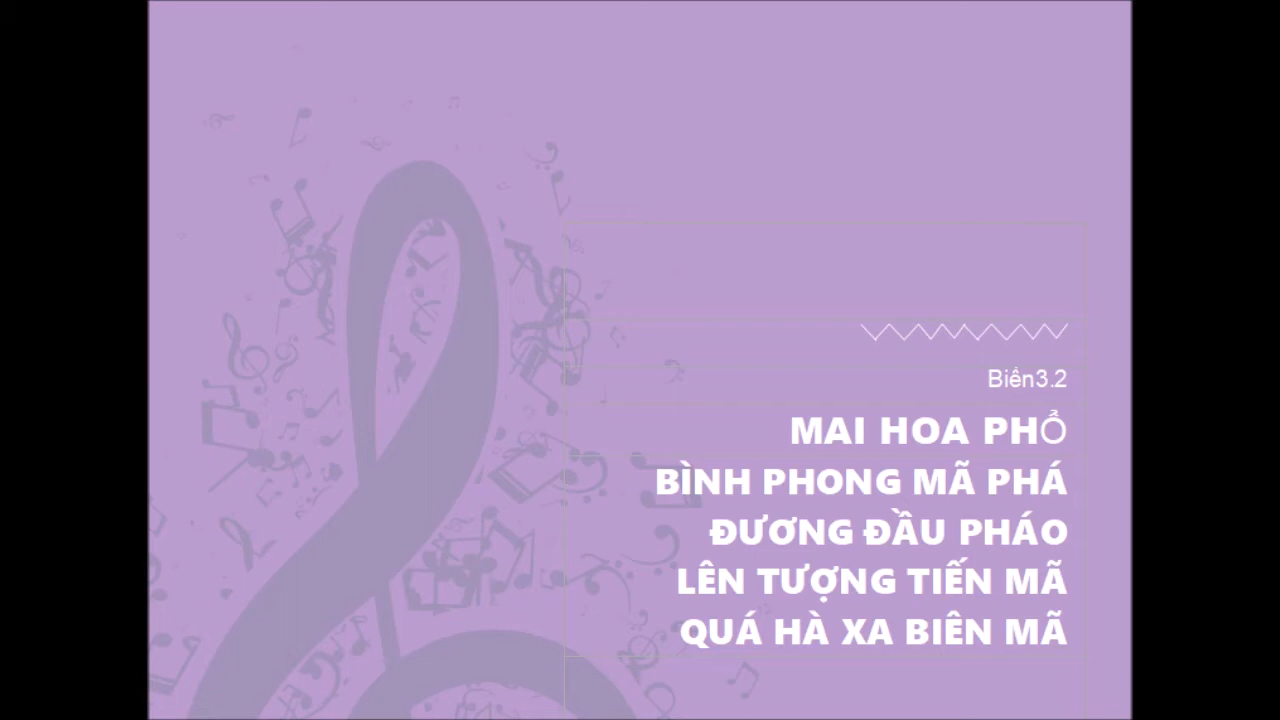 Biến3.2
MAI HOA PHỔ
BÌNH PHONG MÃ PHÁ
ĐƯƠNG ĐẦU PHÁO
LÊN TƯỢNG TIẾN MÃ
QUÁ HÀ XA BIÊN MÃ